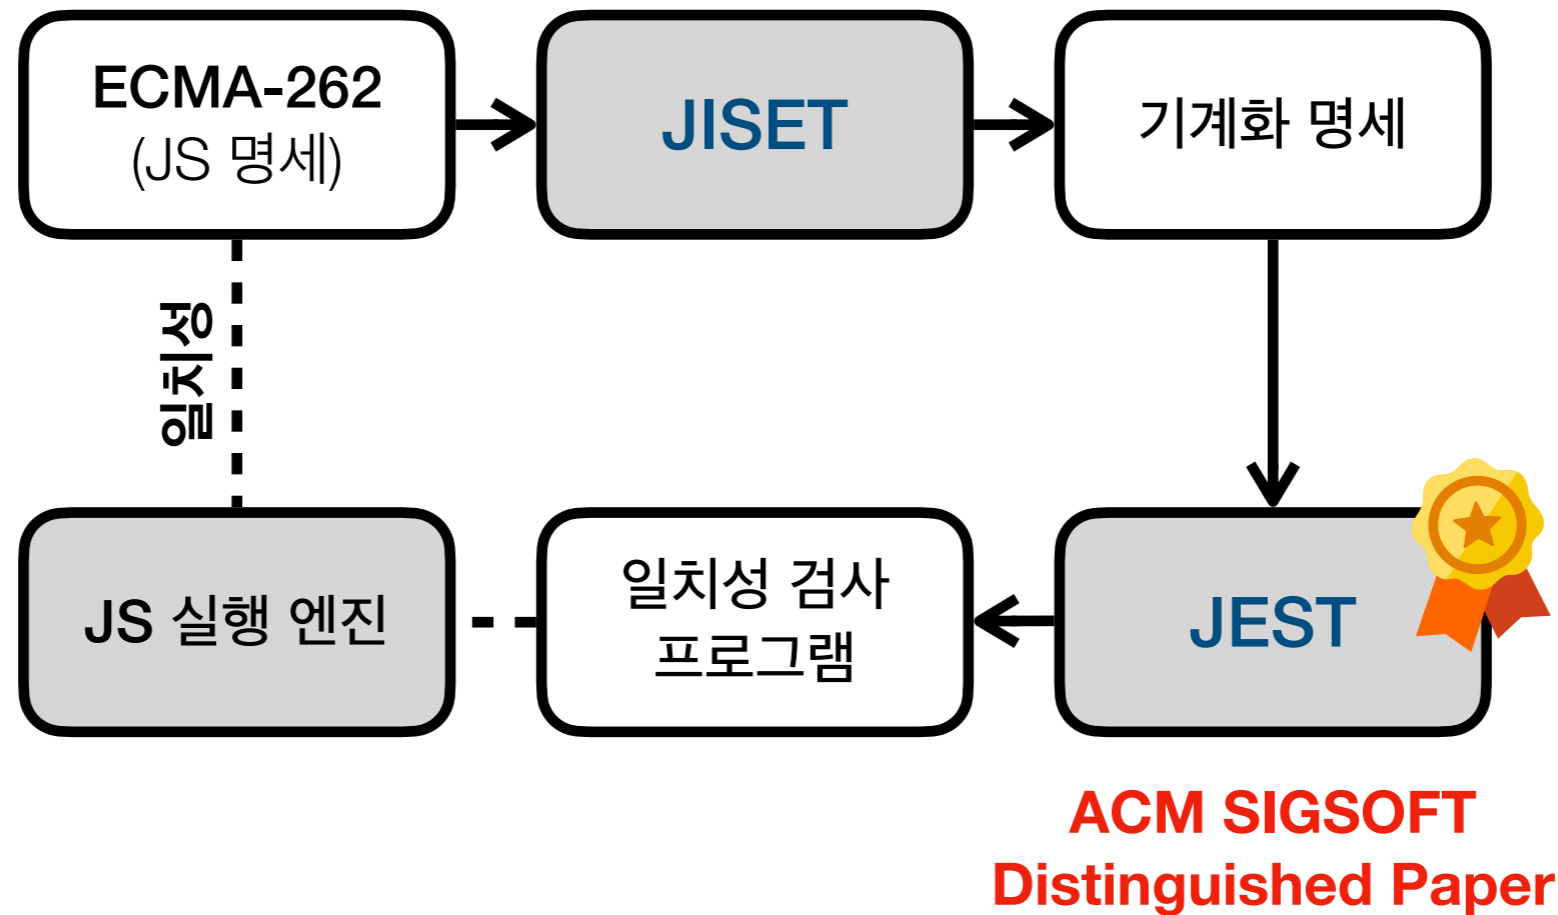 ECMA-262
(JS 명세)
JISET
기계화 명세
일치성
JS 실행 엔진
일치성 검사
프로그램
JEST
ACM SIGSOFT
Distinguished Paper